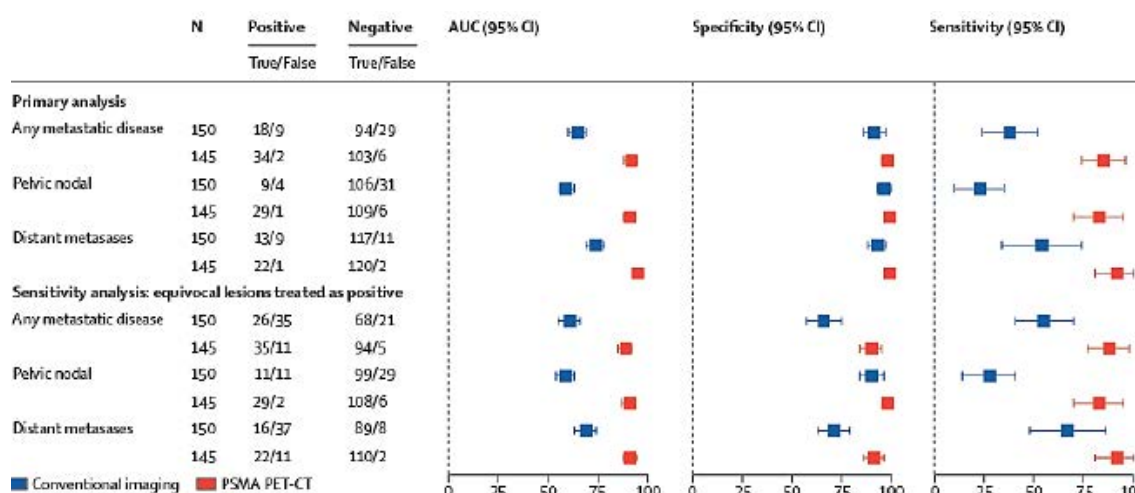 N Positive Negative AUC (95% CI) Specificity (95% CI) Sensitivity (95% CI)
True/False True/False
Primary analysis
Any metastatic disease 150 18/9 94/29
145 34/2 103/6
Pelvic nodal 150 9/4 106/31
145 29/1 109/6
Distant metasases 150 13/9 117/11
145 22/1 120/2
Sensitivity analysis: equivocal lesions treated as positive
Any metastatic disease 150 26/35 68/21
145 35/11 94/5
Pelvic nodal 150 11/11 99/29
145 29/2 108/6
Distant metasases 150 16/37 89/8
145 22/11 110/2
Conventional imaging PSMA PET-CT 0 25 50 75 100 0 25 50 75 100 0 25 50 75 100